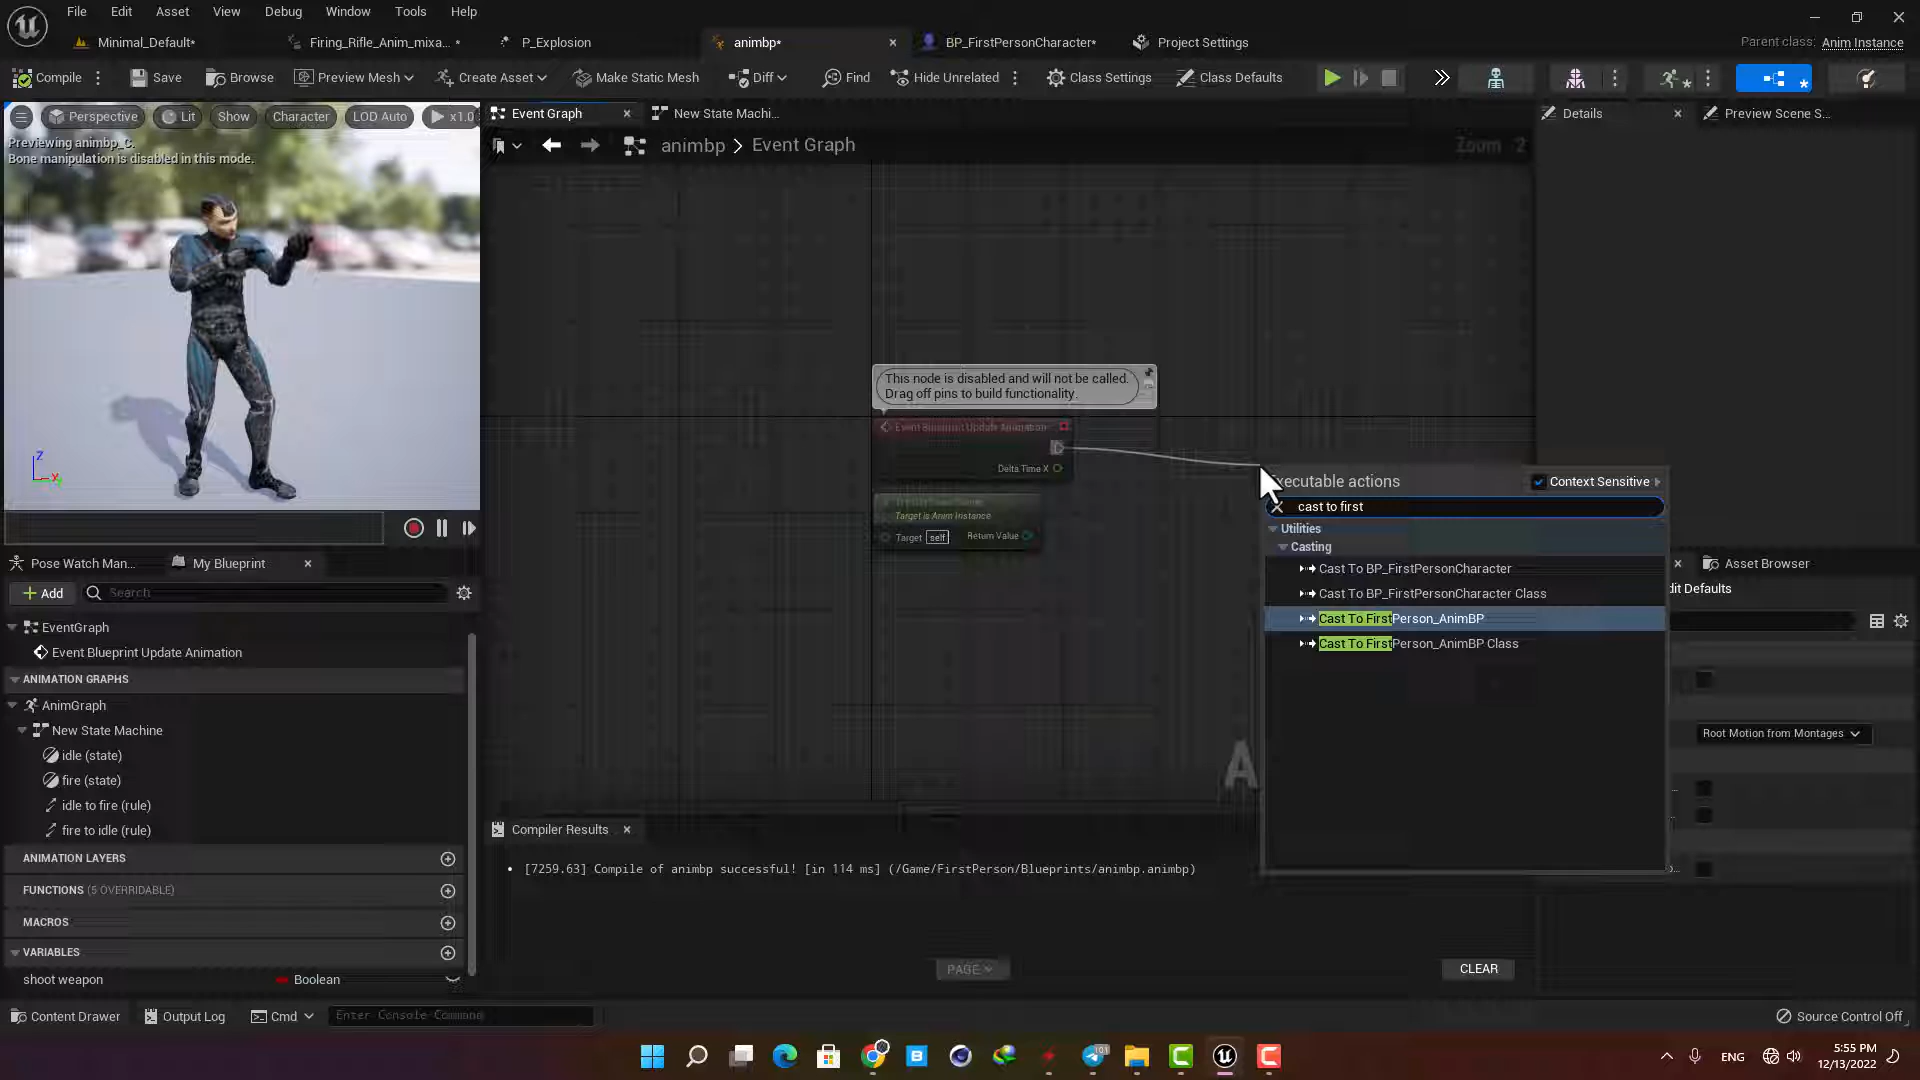 File Edit Asset View Debug Window Tools Help
Minimal_Default*
Firing_Rifle_Anim_mixa... *
P_Explosion
animbp*
BP_FirstPersonCharacter*
Project Settings
Parent class: Anim Instance
Compile
Save
Browse
Preview Mesh
Create Asset
Make Static Mesh
Diff
Find
Hide Unrelated
Class Settings
Class Defaults
Perspective
Lit
Show
Character
LOD Auto
x1.0
Previewing animbp_C.
Bone manipulation is disabled in this mode.
Event Graph
New State Machi...
animbp > Event Graph
Zoom -2
Details
Preview Scene S...
This node is disabled and will not be called.
Drag off pins to build functionality.
Event Blueprint Update Animation
Delta Time X
Target is Anim Instance
Target self
Return Value
Executable actions
Context Sensitive
cast to first
Utilities
Casting
Cast To BP_FirstPersonCharacter
Cast To BP_FirstPersonCharacter Class
Cast To FirstPerson_AnimBP
Cast To FirstPerson_AnimBP Class
Asset Browser
dit Defaults
Root Motion from Montages
Pose Watch Man...
My Blueprint
Add
Search
EventGraph
Event Blueprint Update Animation
ANIMATION GRAPHS
AnimGraph
New State Machine
idle (state)
fire (state)
idle to fire (rule)
fire to idle (rule)
ANIMATION LAYERS
FUNCTIONS (5 OVERRIDABLE)
MACROS
VARIABLES
shoot weapon
Boolean
Compiler Results
[7259.63] Compile of animbp successful! [in 114 ms] (/Game/FirstPerson/Blueprints/animbp.animbp)
PAGE
CLEAR
Content Drawer
Output Log
Cmd
Enter Console Command
Source Control Off
ENG
5:55 PM
12/13/2022